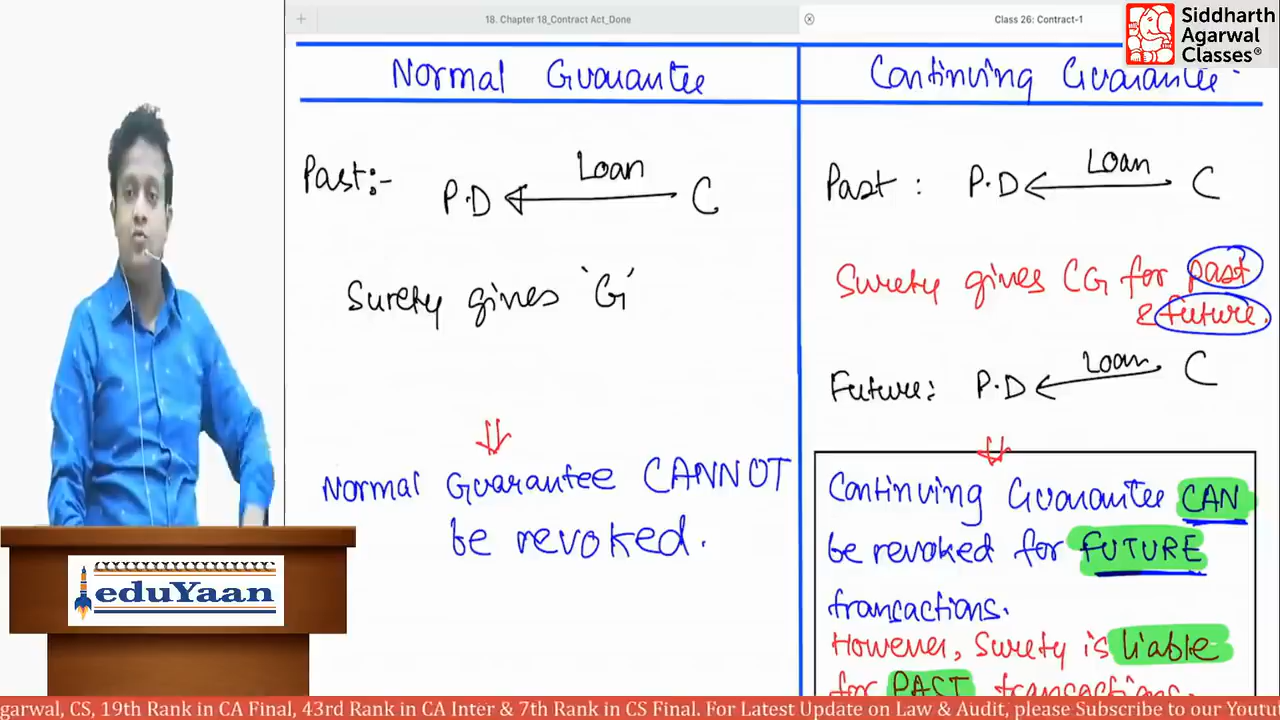 18. Chapter 18_Contract Act_Done
Class 26: Contract-1
Siddharth
Agarwal
Classes®
Normal Guarantee
Past:-
Loan
P.D
C
Surety gives 'G'
Normal Guarantee CANNOT
be revoked.
Continuing Guarantee
Past :
Loan
P.D
C
Surety gives CG for past
& future.
Future:
Loan
P.D
C
Continuing Guarantee CAN
be revoked for FUTURE
transactions.
However, Surety is liable
for PAST transactions.
eduYaan
garwal, CS, 19th Rank in CA Final, 43rd Rank in CA Inter & 7th Rank in CS Final. For Latest Update on Law & Audit, please Subscribe to our Youtu